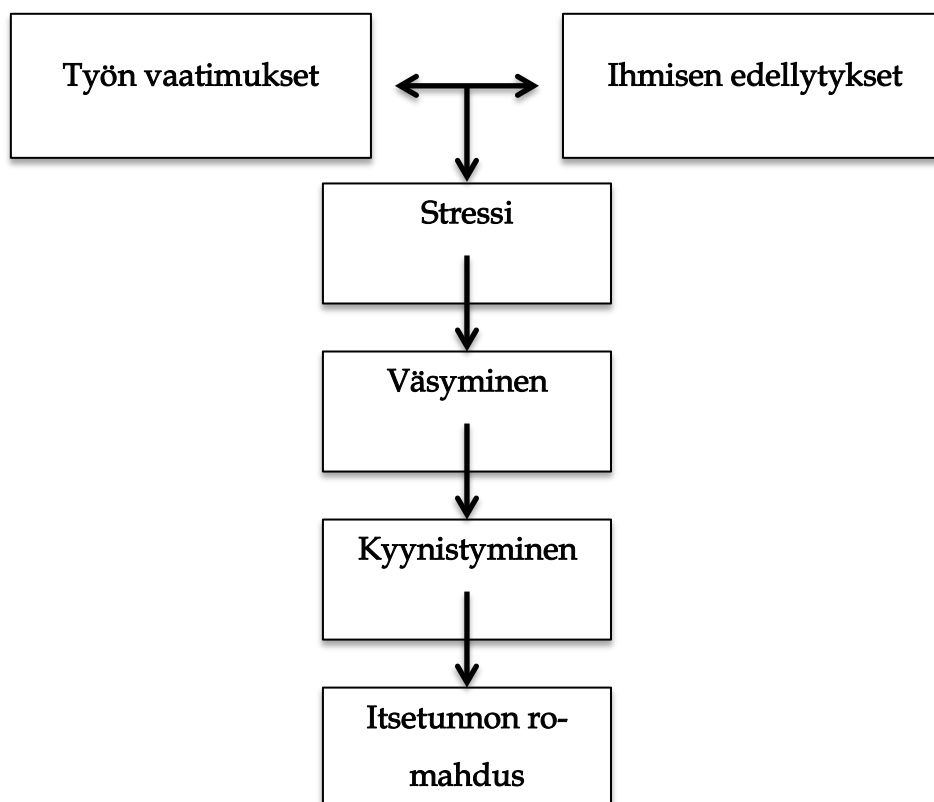 Työn vaatimukset
Ihmisen edellytykset
Stressi
Väsyminen
Kyynistyminen
Itsetunnon ro-
mahdus